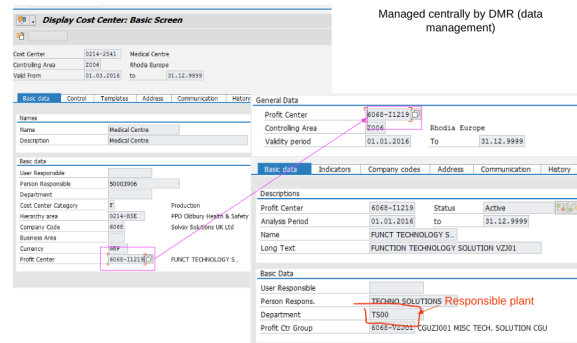 Managed centrally by DMR (data
management)
Display Cost Center: Basic Screen
Cost Center 0214-2541 Medical Centre
Controling Area Z006 Rhodia Europe
Valid From 01.03.2016 to 31.12.9999
Basic data Control Templates Address Communication History
Names
Name Medical Centre
Description Medical Centre
Basic data
User Responsible
Person Responsible S0003906
Department
Cost Center Category F Production
Hierarchy area 0214-HSE PPD Oldbury Health & Safety
Company Code 6068 Solvay Solutions UK Ltd
Business Area
Currency GBP
Profit Center 6068-I1219 FUNCT TECHNOLOGY S..
General Data
Profit Center 6068-I1219
Controlling Area Z006 Rhodia Europe
Validity period 01.01.2016 To 31.12.9999
Basic data Indicators Company codes Address Communication History
Descriptions
Profit Center 6068-I1219 Status Active
Analysis Period 01.01.2016 to 31.12.9999
Name FUNCT TECHNOLOGY S..
Long Text FUNCTION TECHNOLOGY SOLUTION VZJ01
Basic Data
User Responsible
Person Respons. TECHNO SOLUTIONS Responsible plant
Department TS00
Profit Ctr Group 6068-VZJ01 CGUZJ001 MISC TECH. SOLUTION CGU